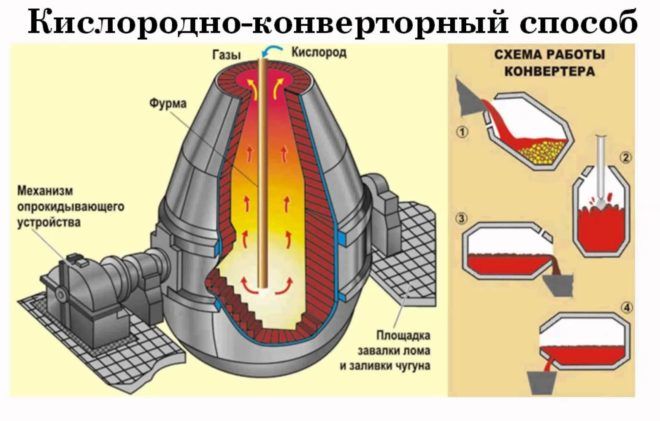 Кислородно-конверторный способ
Газы
Кислород
Фурма
Механизм
опрокидывающего
устройства
Площадка
завалки лома
и заливки чугуна
СХЕМА РАБОТЫ
КОНВЕРТЕРА
1
2
3
4